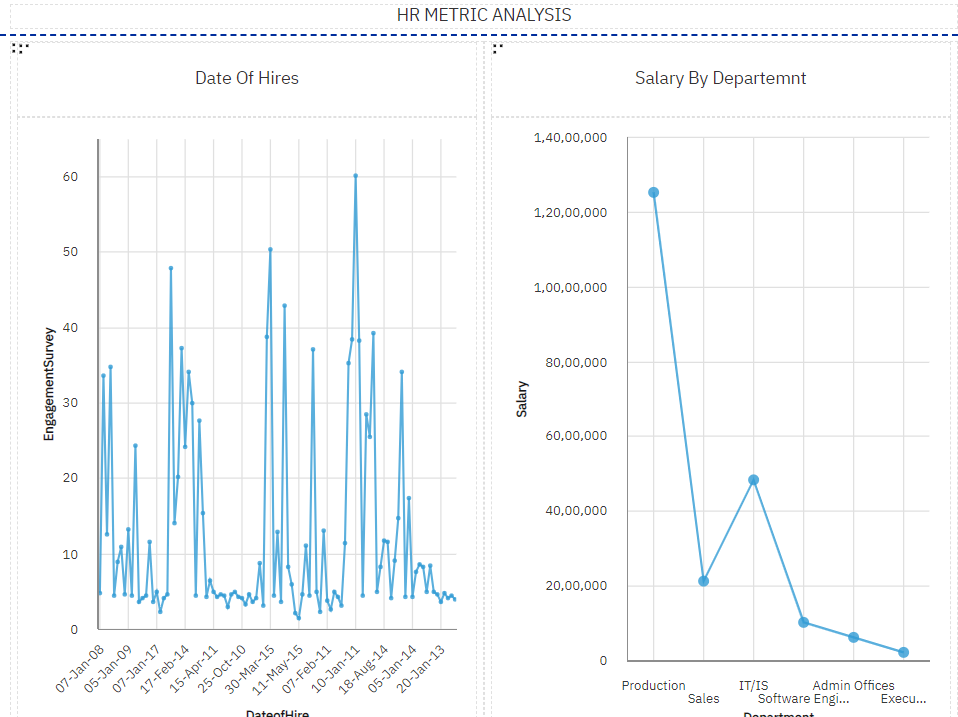 HR METRIC ANALYSIS
Date Of Hires
60
50
40
30
20
10
0
EngagementSurvey
07-Jan-08
05-Jan-09
07-Jan-17
17-Feb-14
15-Apr-11
25-Oct-10
30-Mar-15
11-May-15
07-Feb-11
10-Jan-11
18-Aug-14
05-Jan-14
20-Jan-13
DateofHire
Salary By Departemnt
1,40,00,000
1,20,00,000
1,00,00,000
80,00,000
60,00,000
40,00,000
20,00,000
0
Salary
Production
Sales
IT/IS
Software Engi...
Admin Offices
Execu...
Department